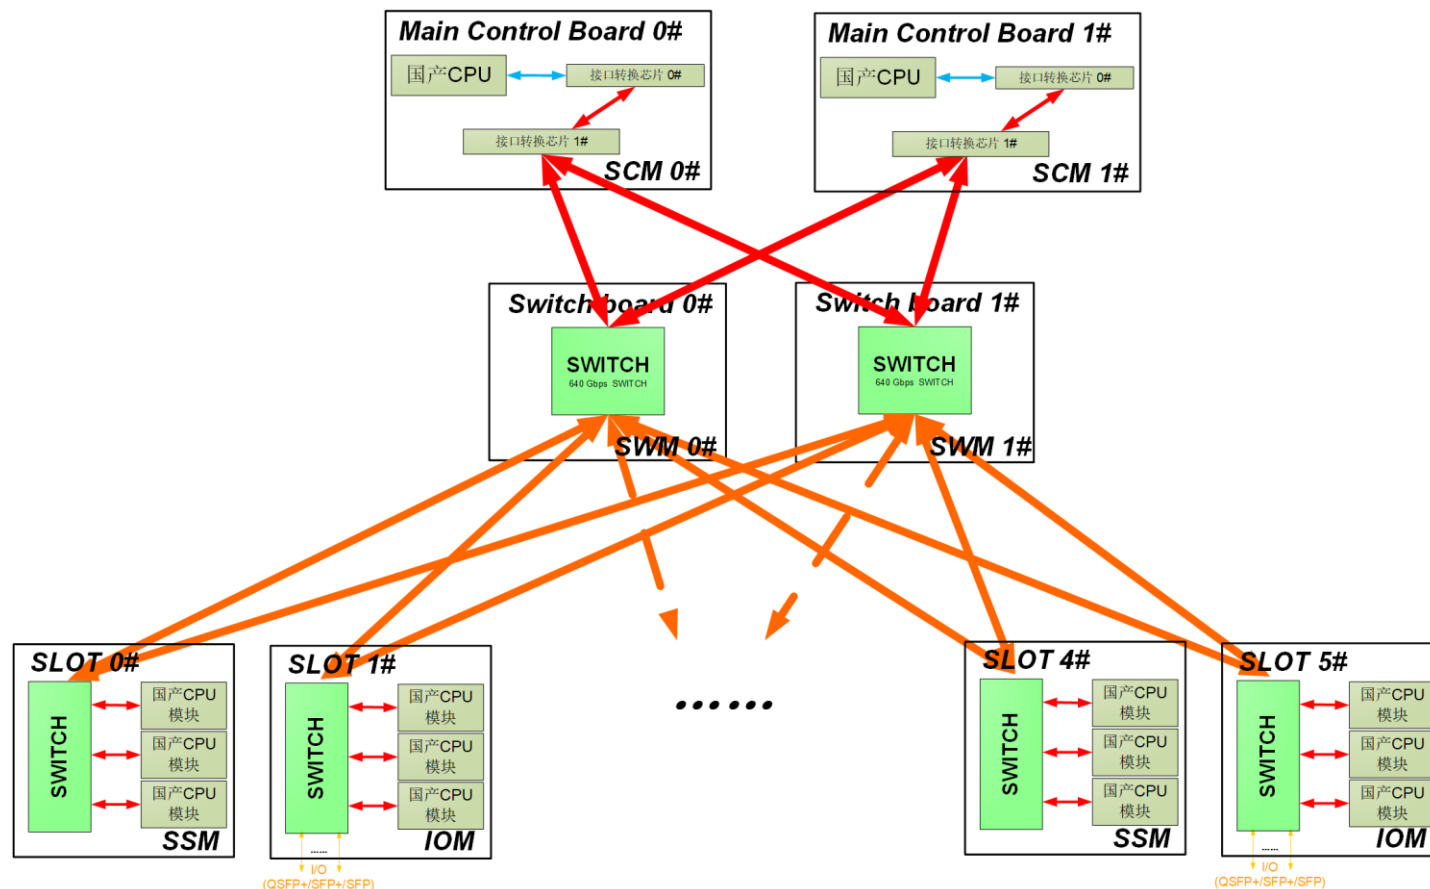 Main Control Board 0#
国产CPU
接口转换芯片 0#
接口转换芯片 1#
SCM 0#
Main Control Board 1#
国产CPU
接口转换芯片 0#
接口转换芯片 1#
SCM 1#
Switch board 0#
SWITCH
640 Gbps SWITCH
SWM 0#
Switch board 1#
SWITCH
640 Gbps SWITCH
SWM 1#
SLOT 0#
SWITCH
国产CPU
模块
国产CPU
模块
国产CPU
模块
SSM
SLOT 1#
SWITCH
国产CPU
模块
国产CPU
模块
国产CPU
模块
IOM
......
I/O
(QSFP+/SFP+/SFP)
......
SLOT 4#
SWITCH
国产CPU
模块
国产CPU
模块
国产CPU
模块
SSM
SLOT 5#
SWITCH
国产CPU
模块
国产CPU
模块
国产CPU
模块
IOM
......
I/O
(QSFP+/SFP+/SFP)